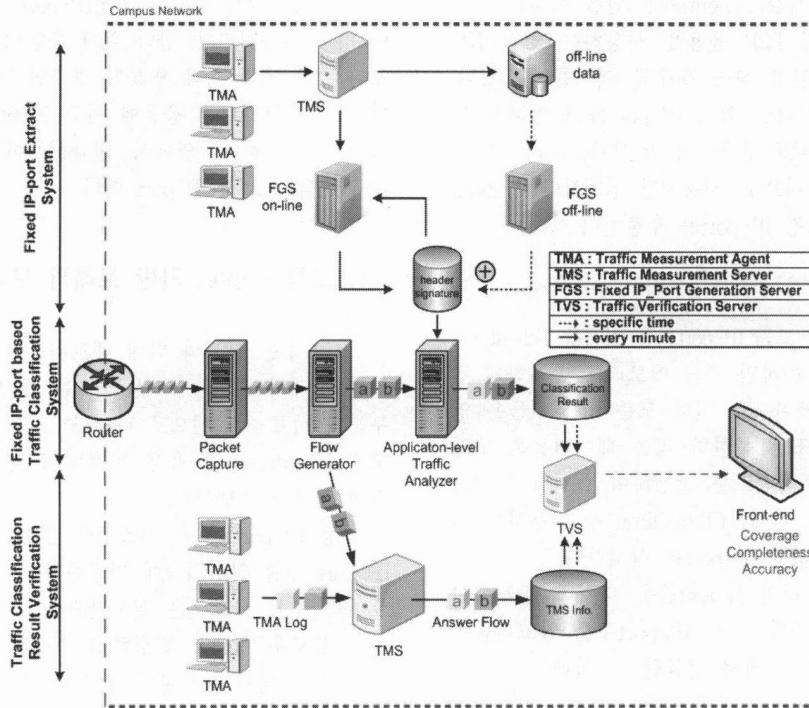 Campus Network
Fixed IP-port Extract
System
TMA
TMA
TMA
TMS
off-line
data
FGS
on-line
FGS
off-line
header
signature
TMA : Traffic Measurement Agent
TMS : Traffic Measurement Server
FGS : Fixed IP_Port Generation Server
TVS : Traffic Verification Server
: specific time
: every minute
Fixed IP-port based
Traffic Classification
System
Router
Packet
Capture
Flow
Generator
a b
Applicaton-level
Traffic
Analyzer
a b
Classification
Result
TVS
Front-end
Coverage
Completeness
Accuracy
Traffic Classification
Result Verification
System
TMA
TMA
TMA
TMA Log
a
b
TMS
a b
Answer Flow
TMS Info.